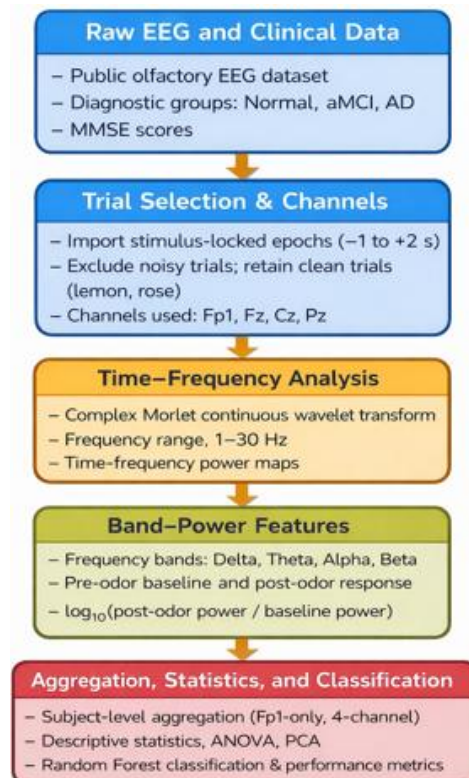 Raw EEG and Clinical Data
– Public olfactory EEG dataset
– Diagnostic groups: Normal, aMCI, AD
– MMSE scores
Trial Selection & Channels
– Import stimulus-locked epochs (−1 to +2 s)
– Exclude noisy trials; retain clean trials
(lemon, rose)
– Channels used: Fp1, Fz, Cz, Pz
Time–Frequency Analysis
– Complex Morlet continuous wavelet transform
– Frequency range, 1–30 Hz
– Time-frequency power maps
Band–Power Features
– Frequency bands: Delta, Theta, Alpha, Beta
– Pre-odor baseline and post-odor response
– log₁₀(post-odor power / baseline power)
Aggregation, Statistics, and Classification
– Subject-level aggregation (Fp1-only, 4-channel)
– Descriptive statistics, ANOVA, PCA
– Random Forest classification & performance metrics